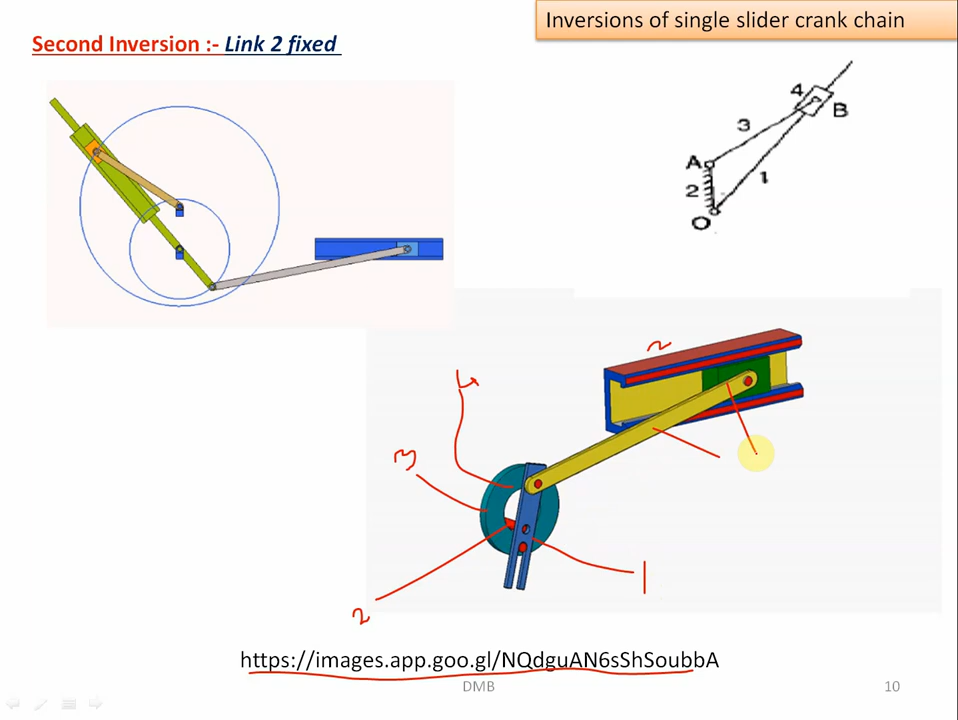 Inversions of single slider crank chain
Second Inversion :- Link 2 fixed
4
B
3
A
1
2
O
2
4
3
1
2
https://images.app.goo.gl/NQdguAN6sShSoubbA
DMB
10